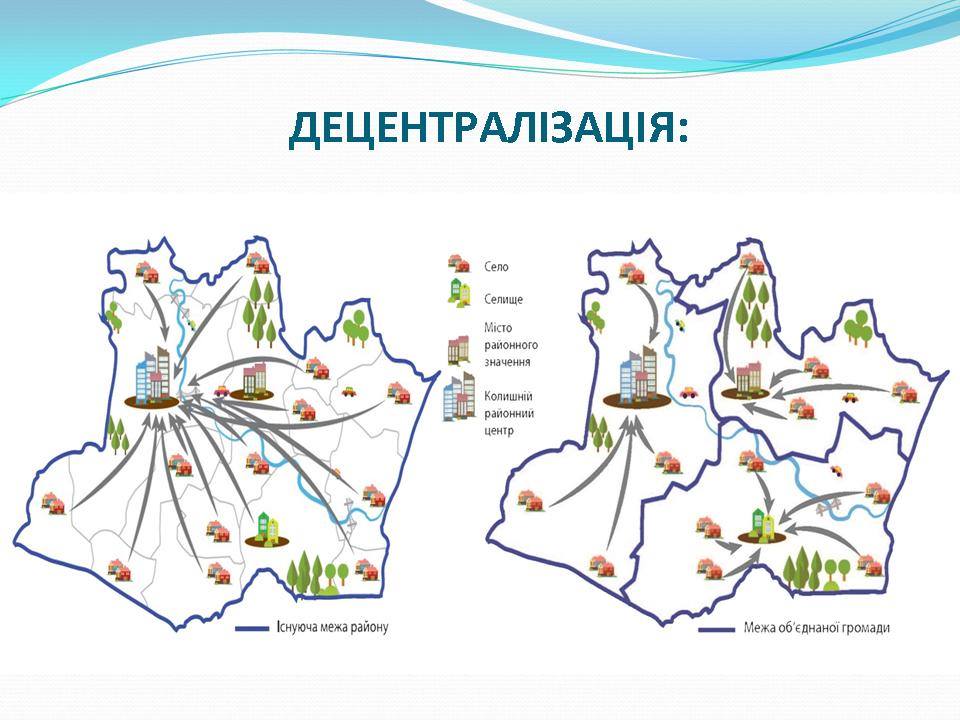 ДЕЦЕНТРАЛІЗАЦІЯ:
Село
Селище
Місто
районного
значення
Колишній
районний
центр
Існуюча межа району
Межа об'єднаної громади